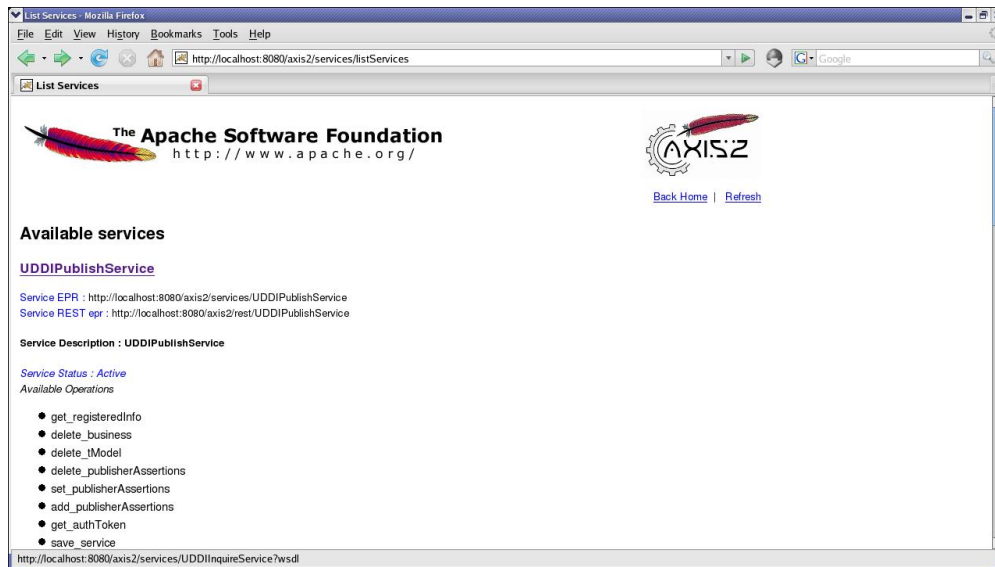 List Services - Mozilla Firefox
File Edit View History Bookmarks Tools Help
http://localhost:8080/axis2/services/listServices
G Google
List Services
The Apache Software Foundation
http://www.apache.org/
AXIS2
Back Home | Refresh
Available services
UDDIPublishService
Service EPR : http://localhost:8080/axis2/services/UDDIPublishService
Service REST epr : http://localhost:8080/axis2/rest/UDDIPublishService
Service Description : UDDIPublishService
Service Status : Active
Available Operations
get_registeredInfo
delete_business
delete_tModel
delete_publisherAssertions
set_publisherAssertions
add_publisherAssertions
get_authToken
save_service
http://localhost:8080/axis2/services/UDDIInquireService?wsdl